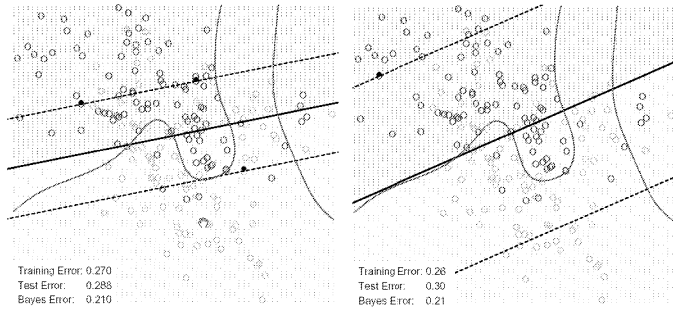 Training Error: 0.270
Test Error: 0.288
Bayes Error: 0.210
Training Error: 0.26
Test Error: 0.30
Bayes Error: 0.21